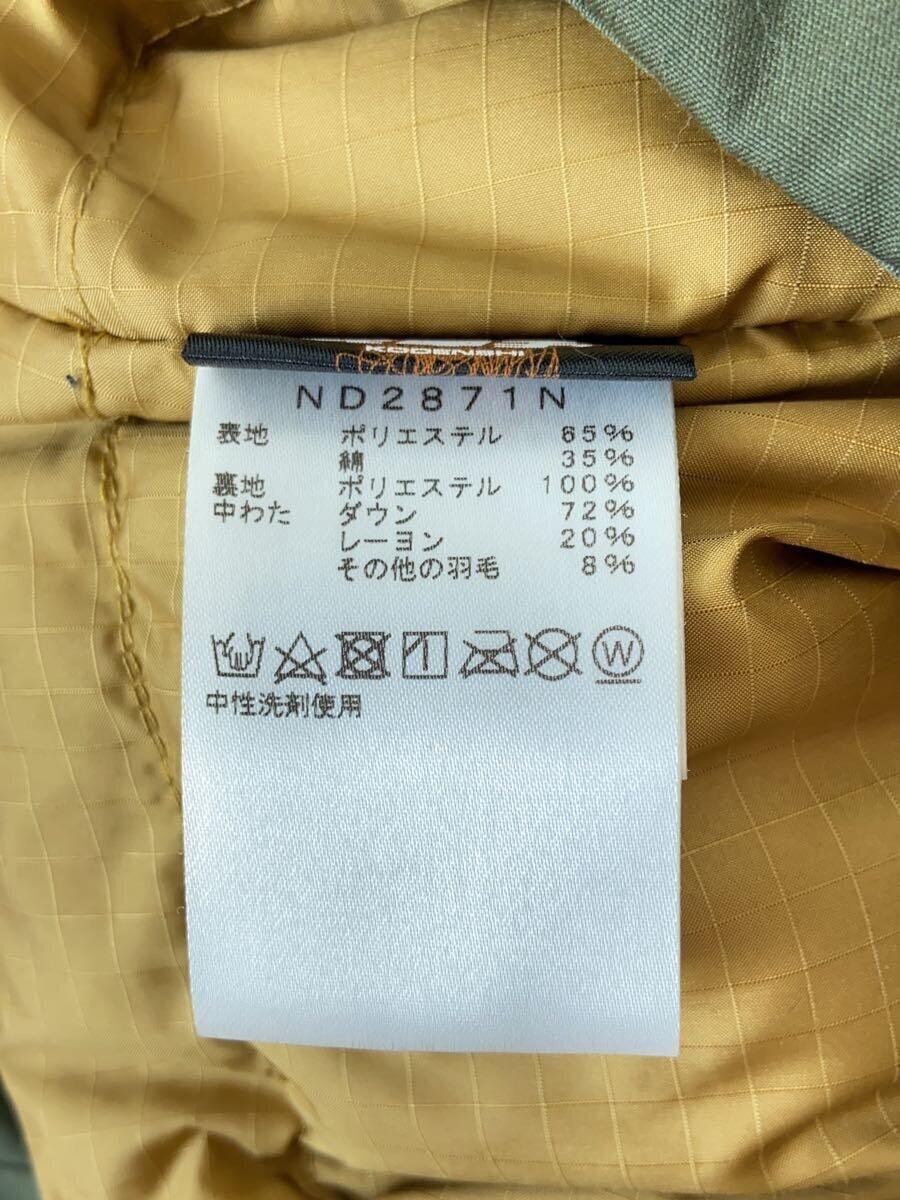 KODENSHI
ND2871N
表地 ポリエステル 65%
綿 35%
裏地 ポリエステル 100%
中わた ダウン 72%
レーヨン 20%
その他の羽毛 8%
W
中性洗剤使用